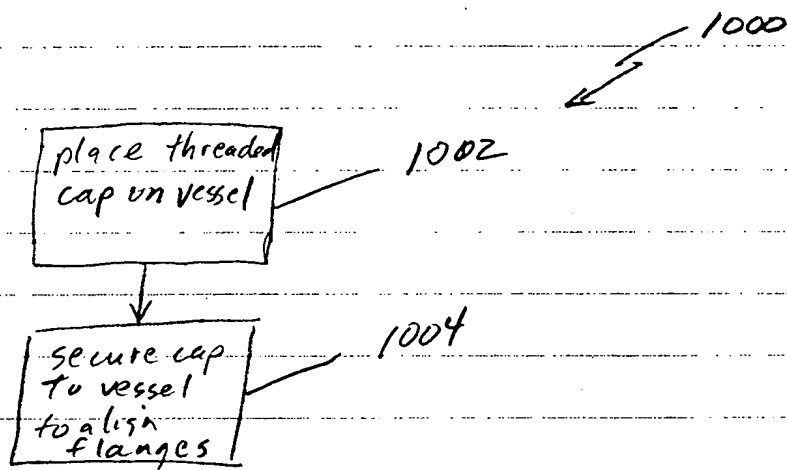 1000
place threaded
cap on vessel
1002
secure cap
to vessel
to align
flanges
1004